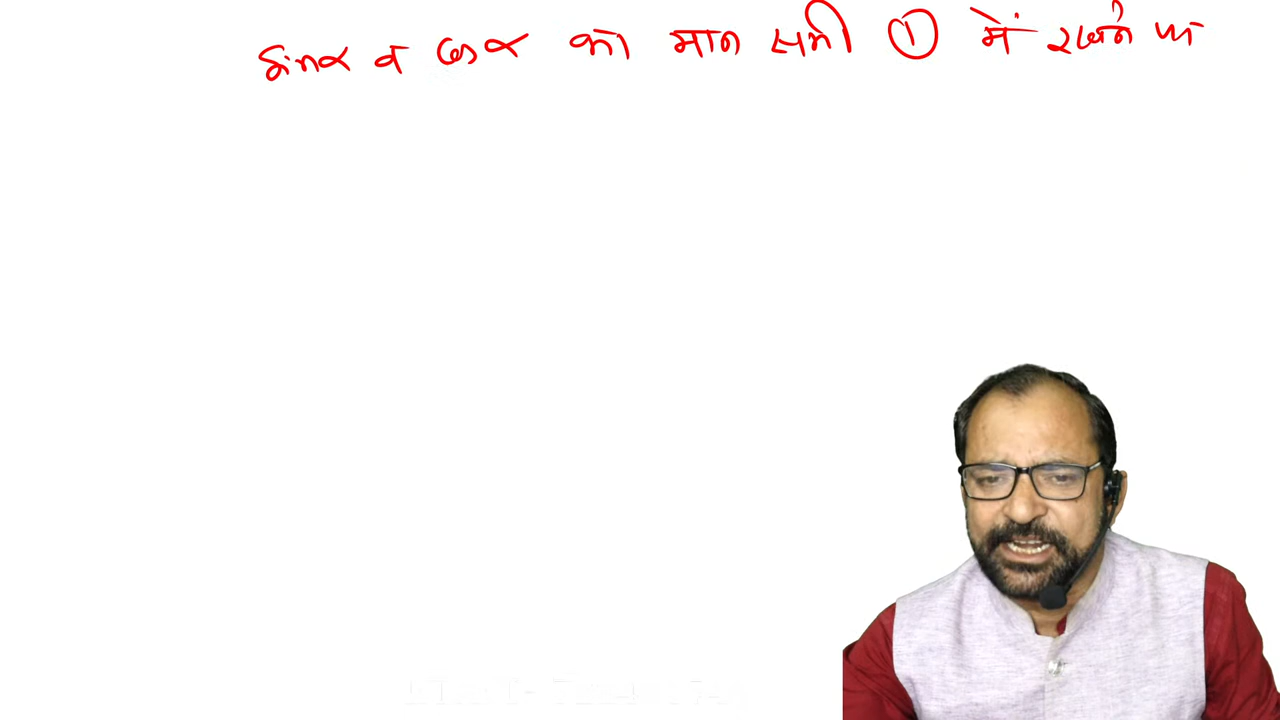 sinα व cosα का मान समी ① में रखने पर